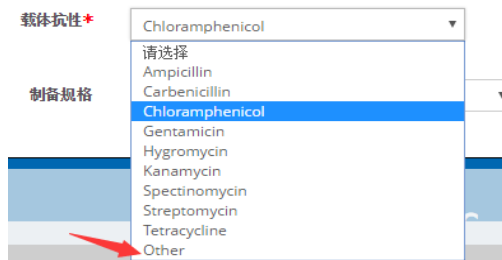 载体抗性*
Chloramphenicol
请选择
Ampicillin
制备规格
Carbenicillin
Chloramphenicol
Gentamicin
Hygromycin
Kanamycin
Spectinomycin
Streptomycin
Tetracycline
Other